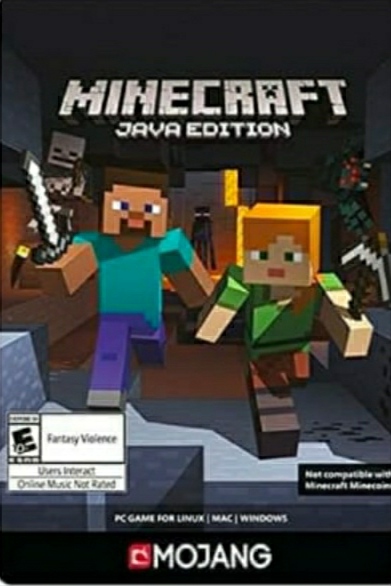 MINECRAFT
JAVA EDITION
E
Fantasy Violence
Users Interact
Online Music Not Rated
Not compatible with
Minecraft Minecoin
PC GAME FOR LINUX | MAC | WINDOWS
MOJANG